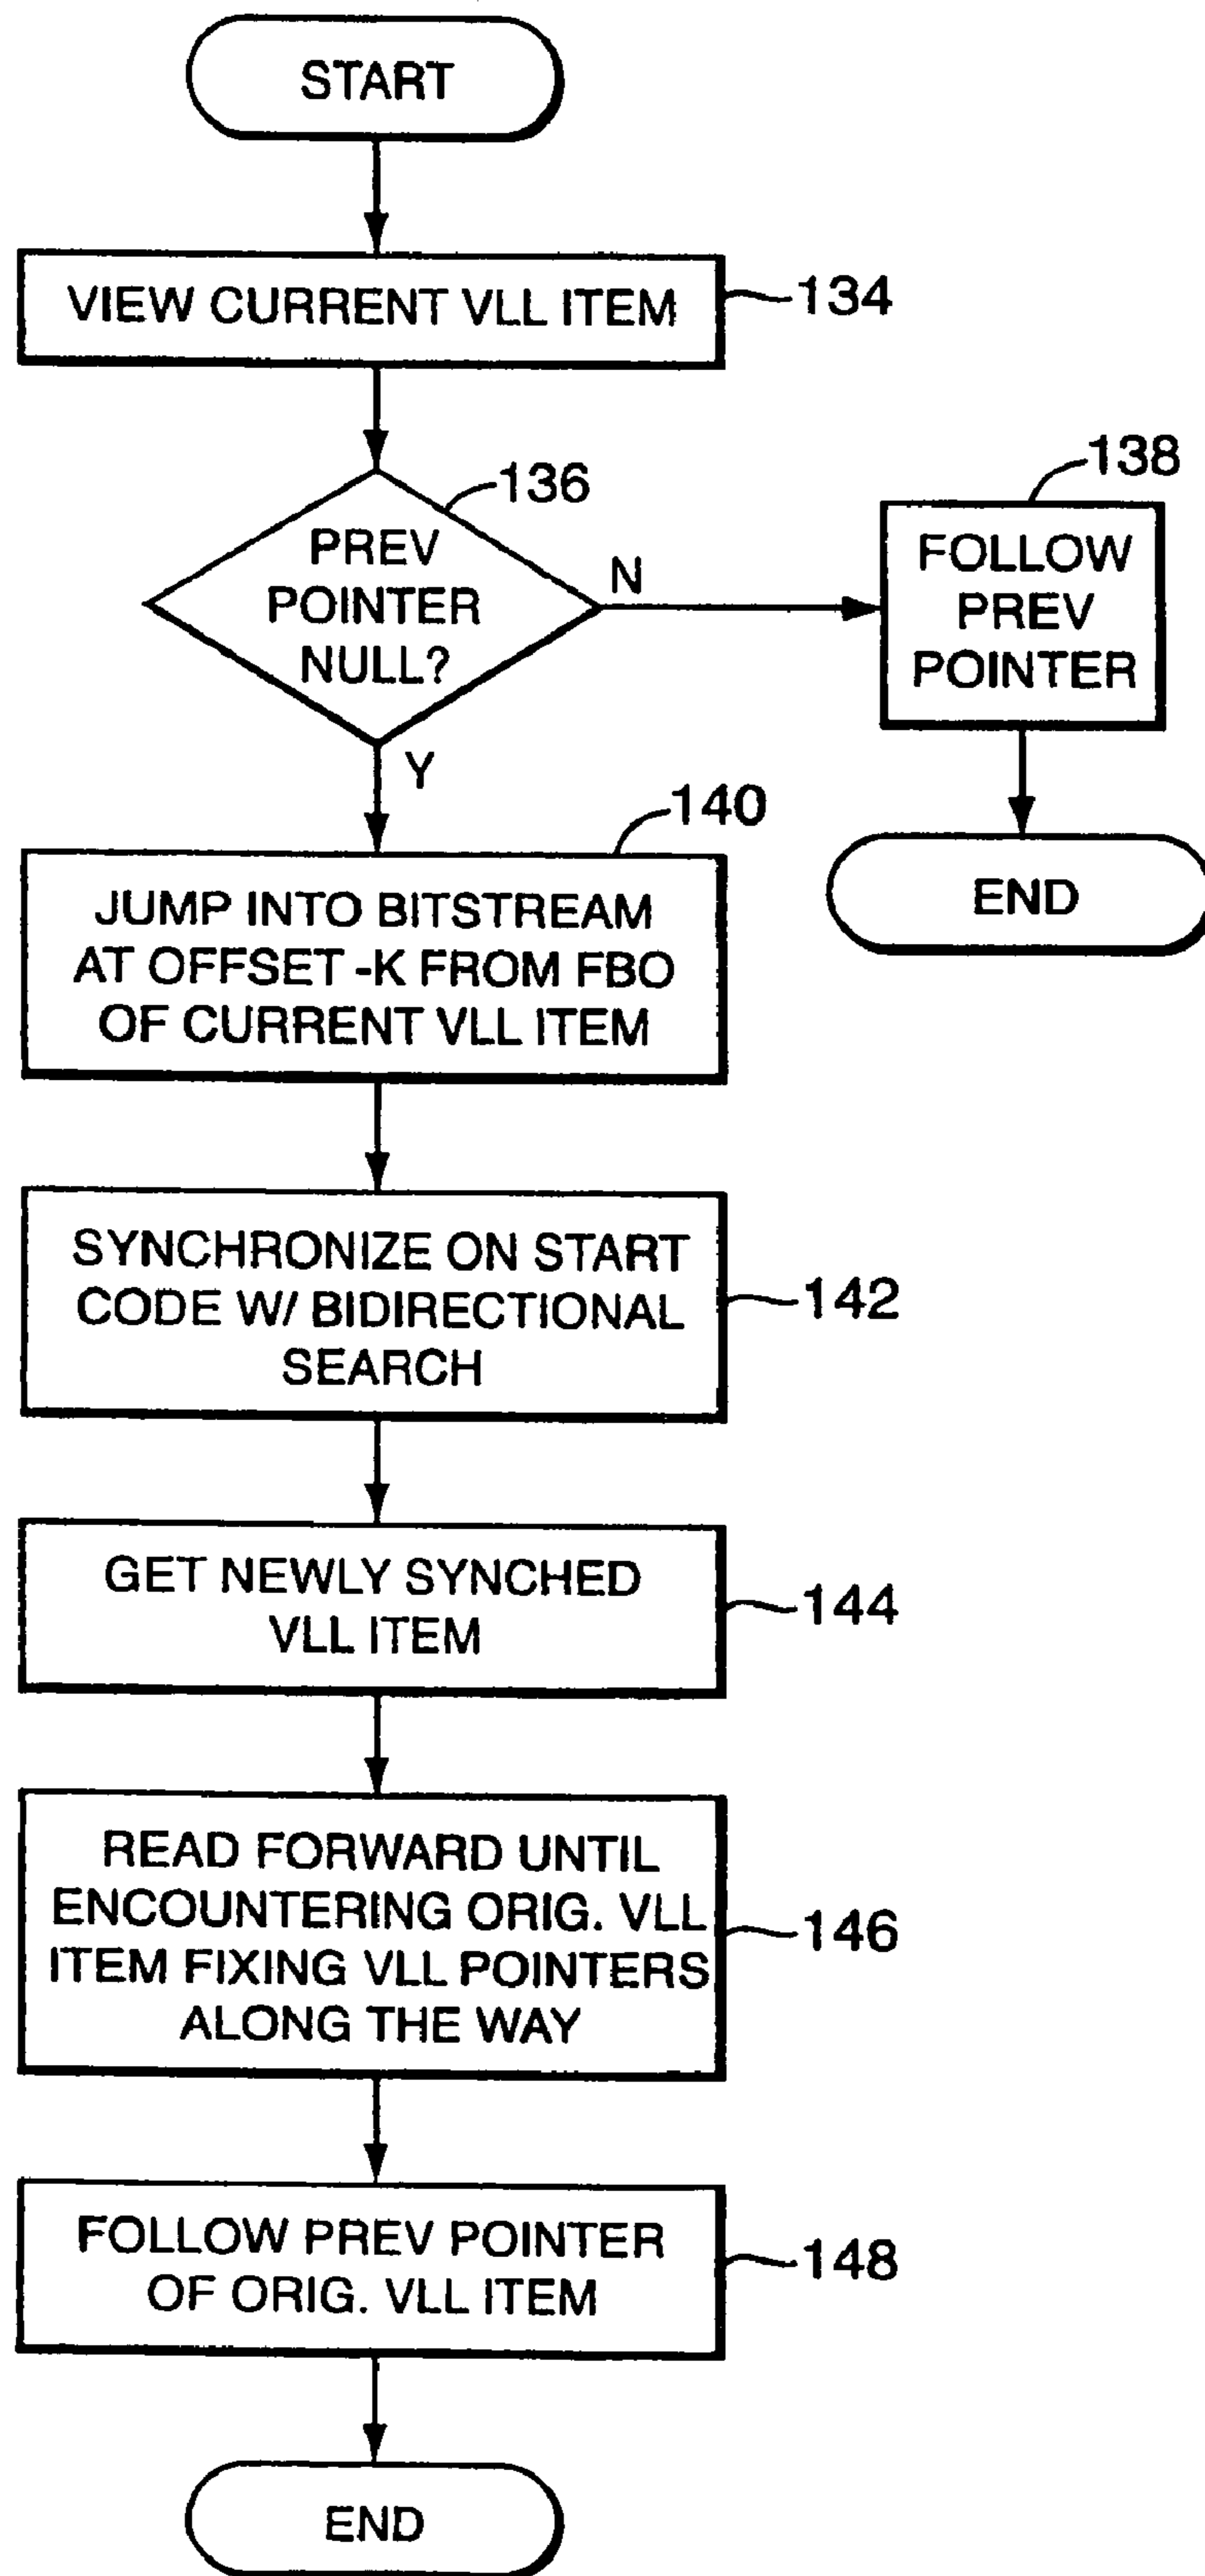 START
VIEW CURRENT VLL ITEM
134
136
PREV
POINTER
NULL?
N
138
FOLLOW
PREV
POINTER
END
Y
140
JUMP INTO BITSTREAM
AT OFFSET -K FROM FBO
OF CURRENT VLL ITEM
SYNCHRONIZE ON START
CODE W/ BIDIRECTIONAL
SEARCH
142
GET NEWLY SYNCHED
VLL ITEM
144
READ FORWARD UNTIL
ENCOUNTERING ORIG. VLL
ITEM FIXING VLL POINTERS
ALONG THE WAY
146
FOLLOW PREV POINTER
OF ORIG. VLL ITEM
148
END